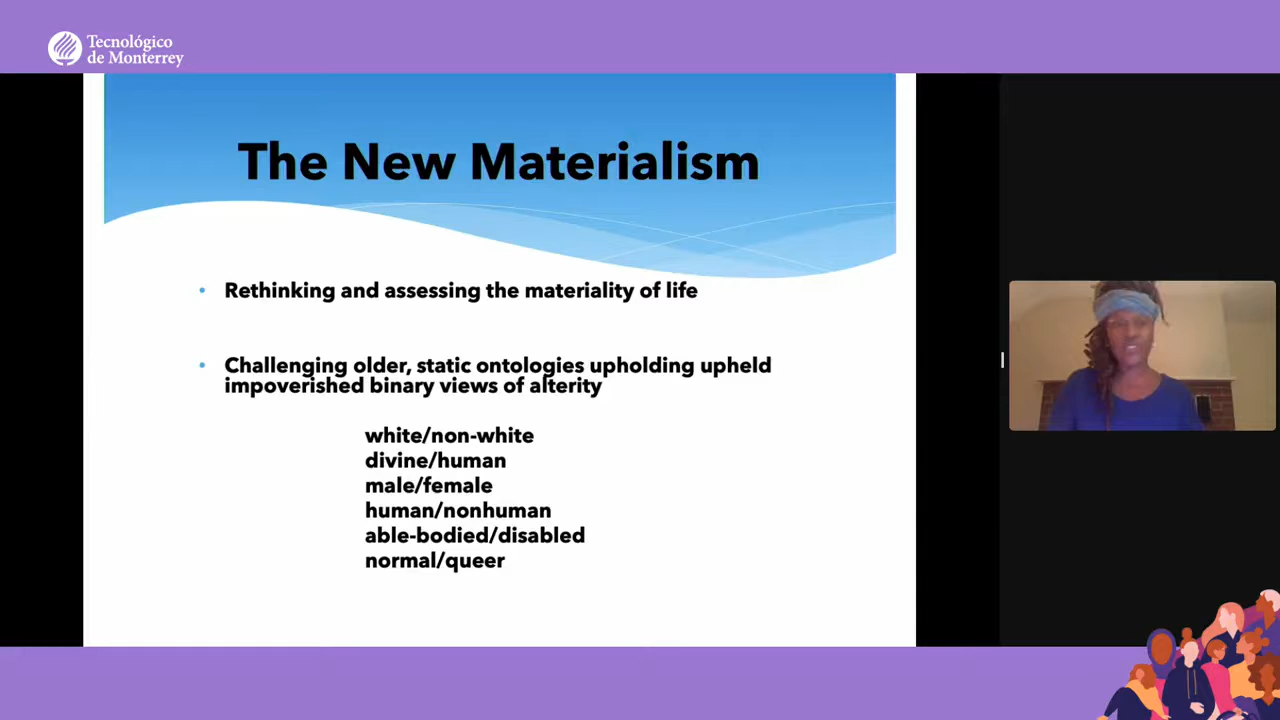 Tecnológico
de Monterrey
The New Materialism
• Rethinking and assessing the materiality of life
• Challenging older, static ontologies upholding upheld
impoverished binary views of alterity
white/non-white
divine/human
male/female
human/nonhuman
able-bodied/disabled
normal/queer